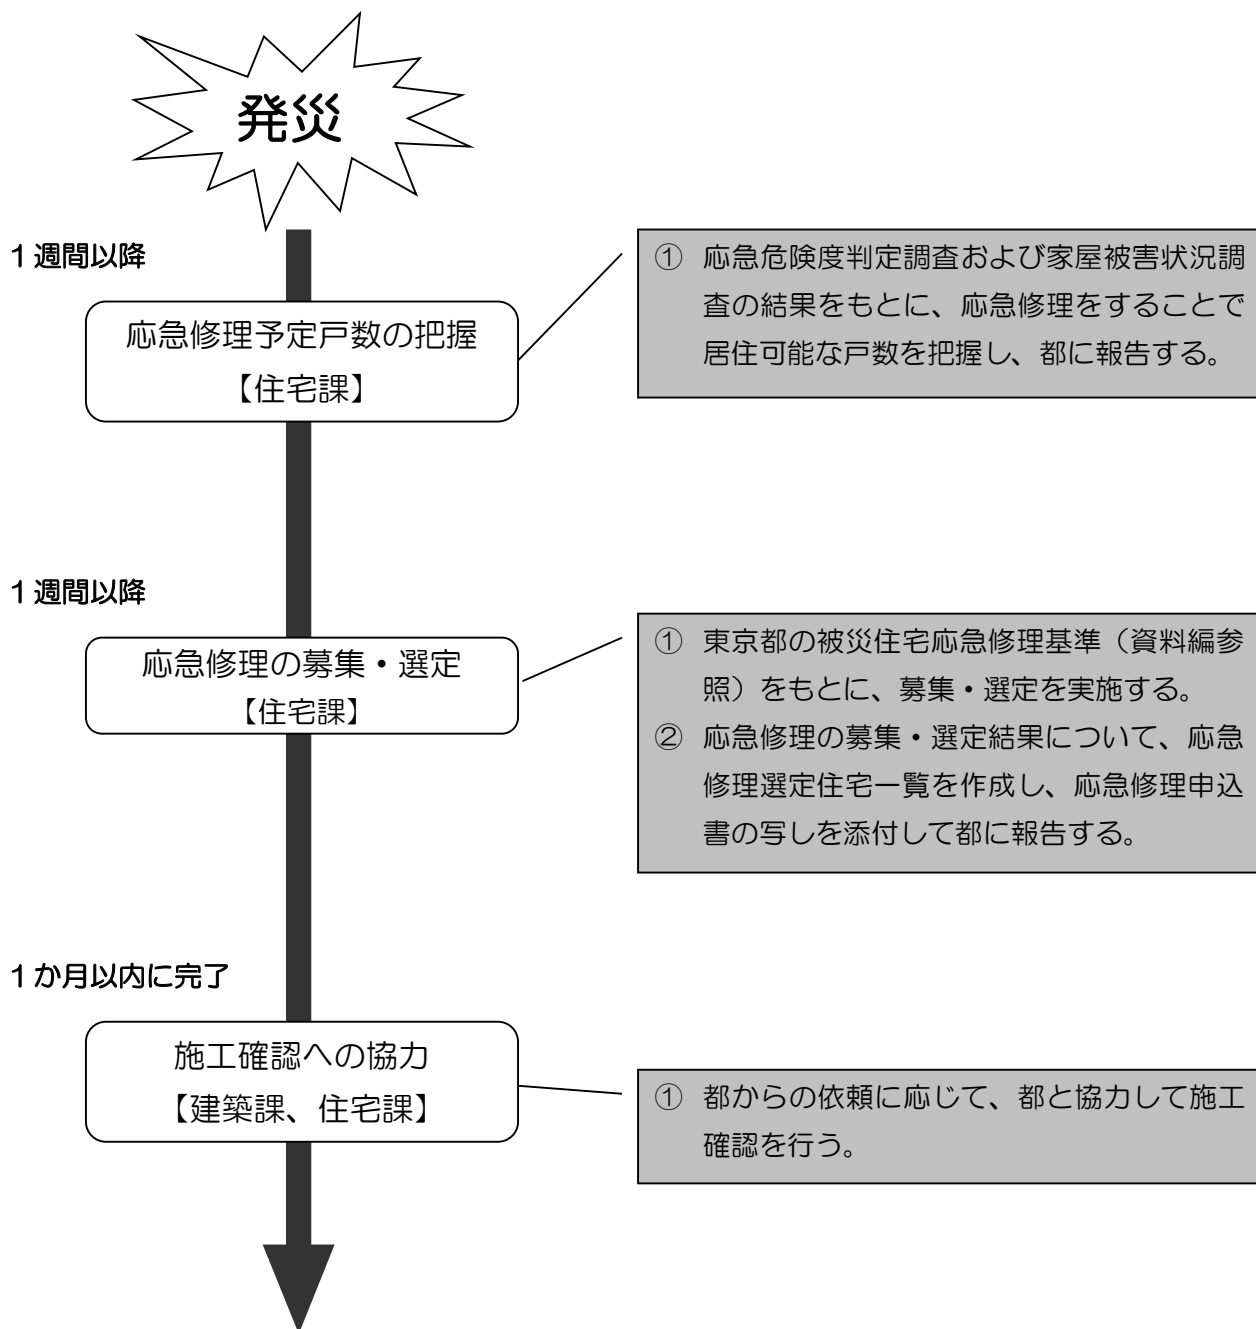 発災
1週間以降
応急修理予定戸数の把握
【住宅課】
① 応急危険度判定調査および家屋被害状況調
査の結果をもとに、応急修理をすることで
居住可能な戸数を把握し、都に報告する。
1週間以降
応急修理の募集・選定
【住宅課】
① 東京都の被災住宅応急修理基準（資料編参
照）をもとに、募集・選定を実施する。
② 応急修理の募集・選定結果について、応急
修理選定住宅一覧を作成し、応急修理申込
書の写しを添付して都に報告する。
1か月以内に完了
施工確認への協力
【建築課、住宅課】
① 都からの依頼に応じて、都と協力して施工
確認を行う。